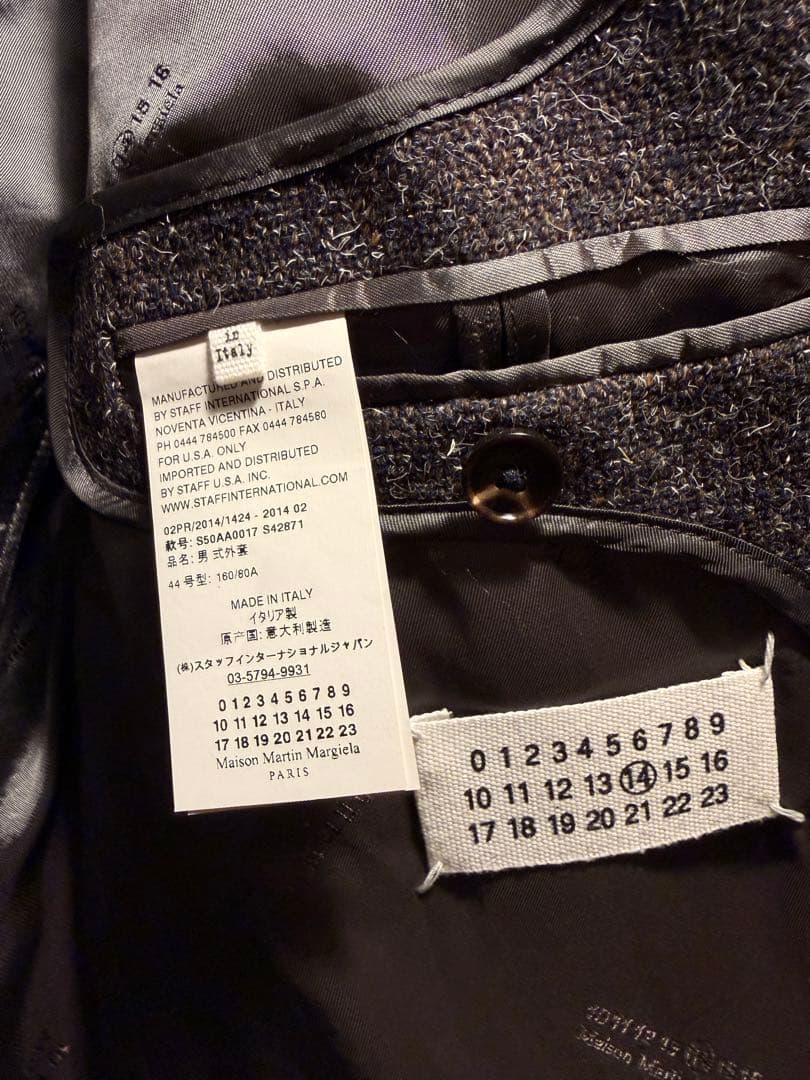 15 16
in
Italy
MANUFACTURED AND DISTRIBUTED
BY STAFF INTERNATIONAL S.P.A.
NOVENTA VICENTINA - ITALY
PH 0444 784500 FAX 0444 784580
FOR U.S.A. ONLY
IMPORTED AND DISTRIBUTED
BY STAFF U.S.A. INC.
WWW.STAFFINTERNATIONAL.COM
02PR/2014/1424 - 2014 02
款号: S50AA0017 S42871
品名: 男式外套
44 号型: 160/80A
MADE IN ITALY
イタリア製
原产国: 意大利製造
(株)スタッフインターナショナルジャパン
03-5794-9931
0 1 2 3 4 5 6 7 8 9
10 11 12 13 14 15 16
17 18 19 20 21 22 23
Maison Martin Margiela
PARIS
0 1 2 3 4 5 6 7 8 9
10 11 12 13 14 15 16
17 18 19 20 21 22 23
Maison